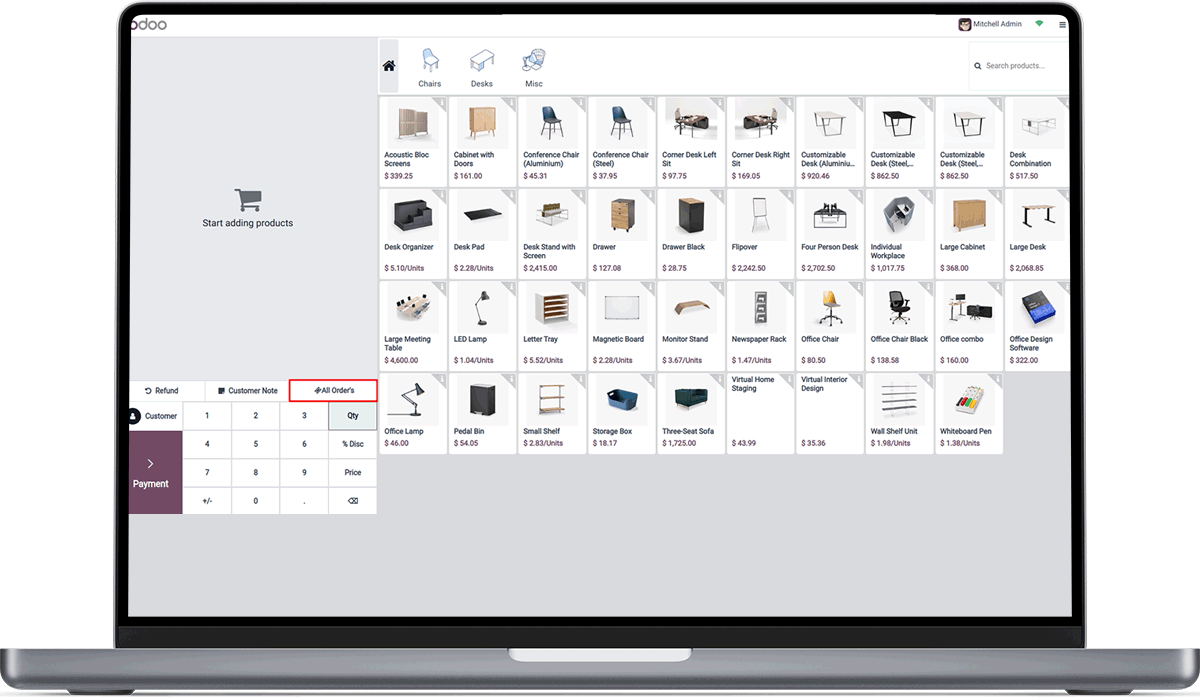 odoo
Mitchell Admin
Chairs
Desks
Misc
Search products...
Start adding products
Acoustic Bloc
Screens
$ 339.25
Cabinet with
Doors
$ 161.00
Conference Chair
(Aluminium)
$ 45.31
Conference Chair
(Steel)
$ 37.95
Corner Desk Left
Sit
$ 97.75
Corner Desk Right
Sit
$ 169.05
Customizable
Desk (Aluminiu...
$ 920.46
Customizable
Desk (Steel,...
$ 862.50
Customizable
Desk (Steel,...
$ 862.50
Desk
Combination
$ 517.50
Desk Organizer
$ 5.10/Units
Desk Pad
$ 2.28/Units
Desk Stand with
Screen
$ 2,415.00
Drawer
$ 127.08
Drawer Black
$ 28.75
Flipover
$ 2,242.50
Four Person Desk
$ 2,702.50
Individual
Workplace
$ 1,017.75
Large Cabinet
$ 368.00
Large Desk
$ 2,068.85
Large Meeting
Table
$ 4,600.00
LED Lamp
$ 1.04/Units
Letter Tray
$ 5.52/Units
Magnetic Board
$ 2.28/Units
Monitor Stand
$ 3.67/Units
Newspaper Rack
$ 1.47/Units
Office Chair
$ 80.50
Office Chair Black
$ 138.58
Office combo
$ 160.00
Office Design
Software
$ 322.00
Office Lamp
$ 46.00
Pedal Bin
$ 54.05
Small Shelf
$ 2.83/Units
Storage Box
$ 18.17
Three-Seat Sofa
$ 1,725.00
Virtual Home
Staging
$ 43.99
Virtual Interior
Design
$ 35.36
Wall Shelf Unit
$ 1.98/Units
Whiteboard Pen
$ 1.38/Units
Refund
Customer Note
All Order's
Customer
1
2
3
Qty
4
5
6
% Disc
Payment
7
8
9
Price
+/-
0
.